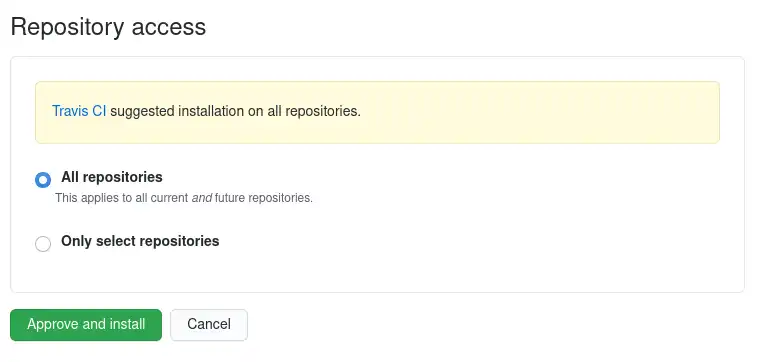 Repository access
Travis CI suggested installation on all repositories.
All repositories
This applies to all current and future repositories.
Only select repositories
Approve and install
Cancel